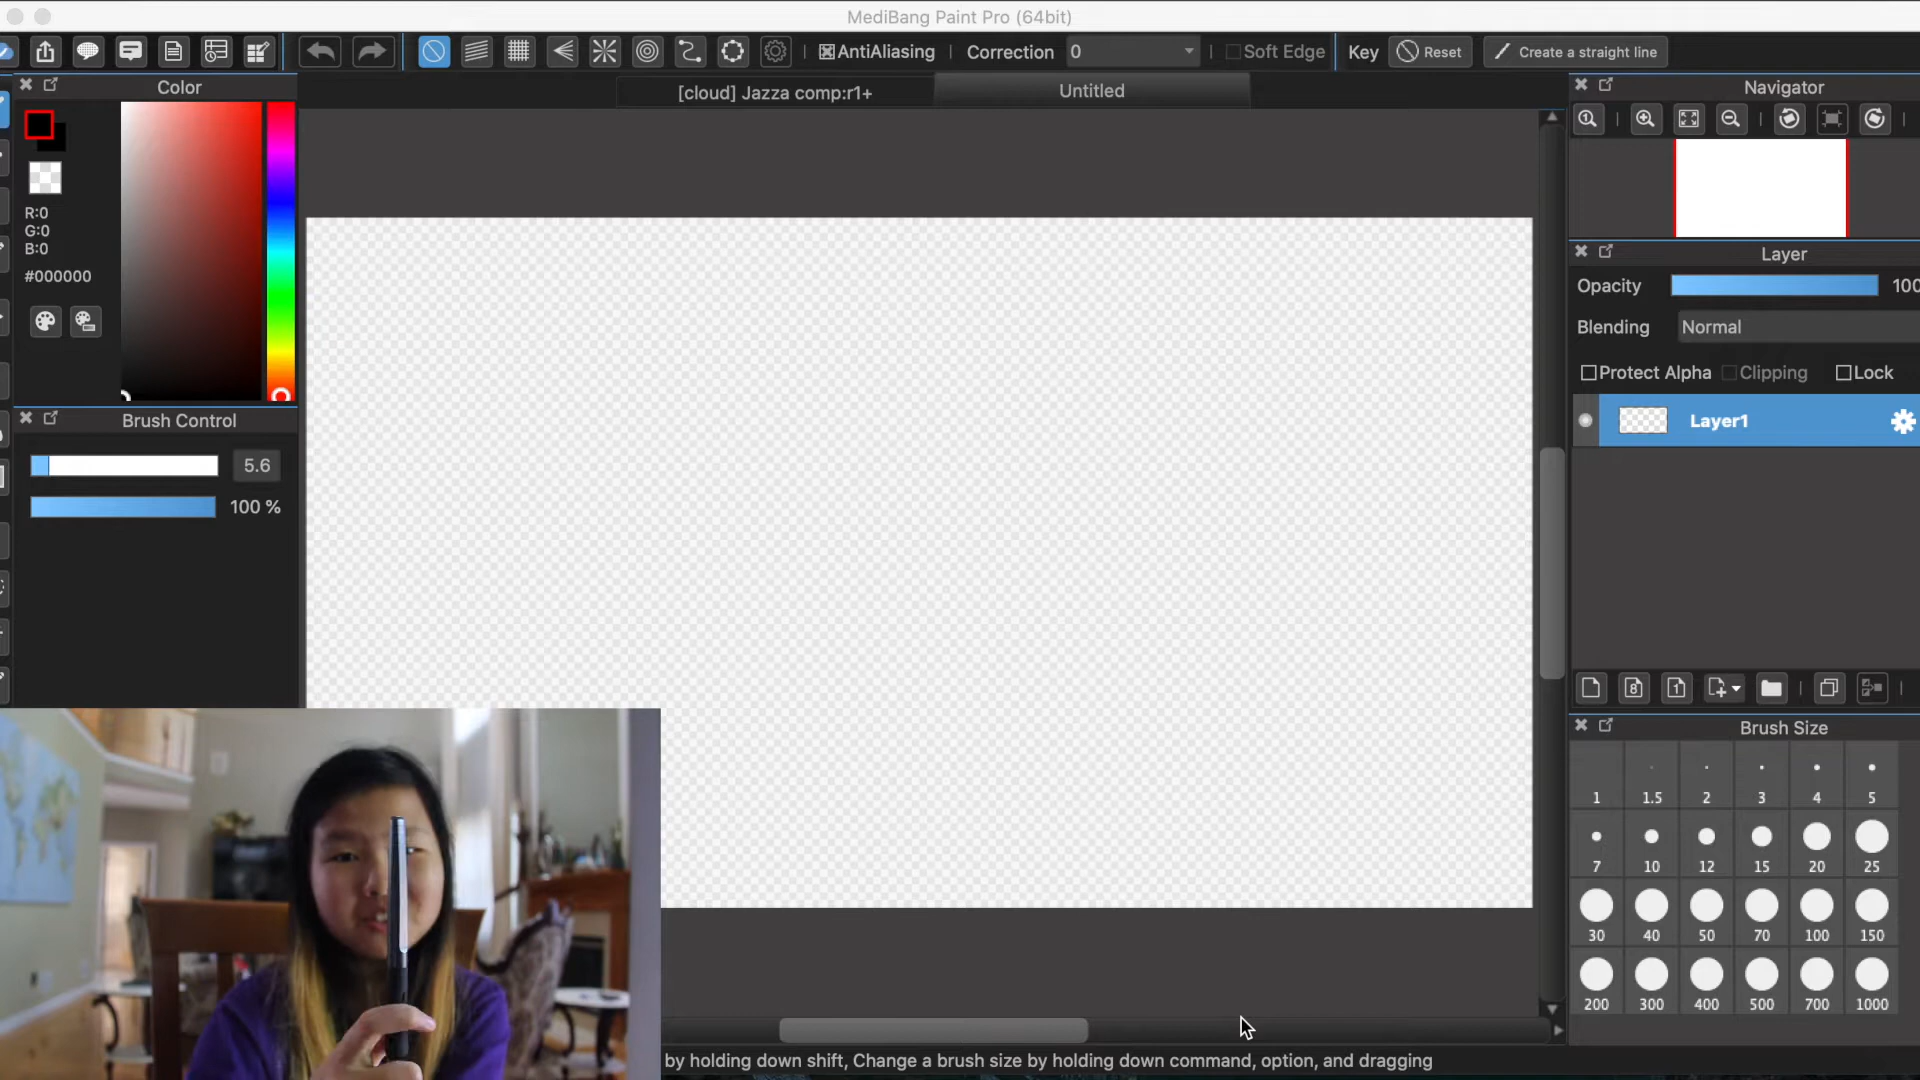 MediBang Paint Pro (64bit)
AntiAliasing Correction 0 Soft Edge Key Reset Create a straight line
Color
[cloud] Jazza comp:r1+
Untitled
Navigator
R:0
G:0
B:0
#000000
Brush Control
5.6
100 %
Layer
Opacity 100
Blending Normal
Protect Alpha Clipping Lock
Layer1
Brush Size
1 1.5 2 3 4 5
7 10 12 15 20 25
30 40 50 70 100 150
200 300 400 500 700 1000
by holding down shift, Change a brush size by holding down command, option, and dragging